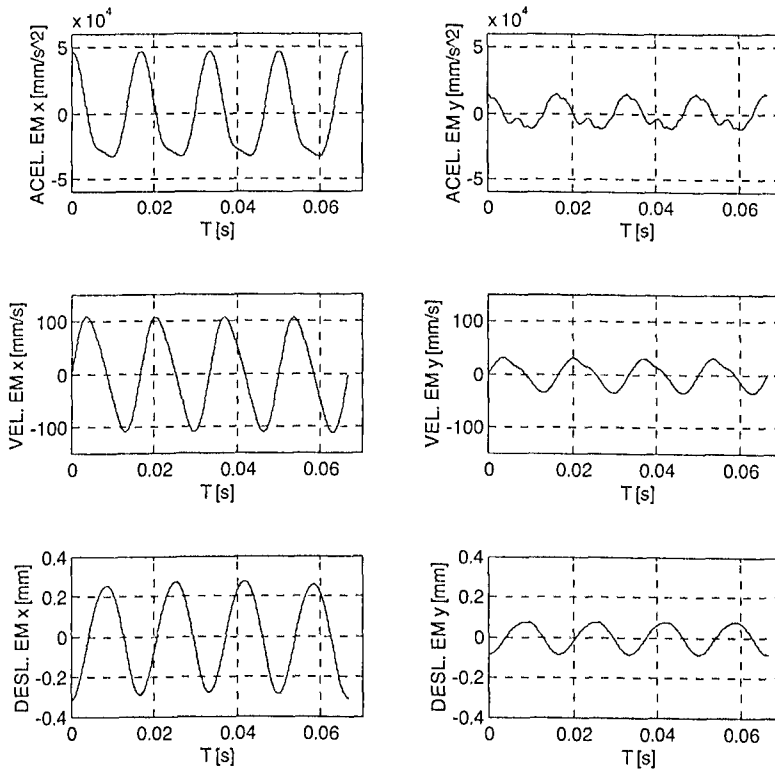 x 10^4
ACEL. EM x [mm/s^2]
5
0
-5
0 0.02 0.04 0.06
T [s]
x 10^4
ACEL. EM y [mm/s^2]
5
0
-5
0 0.02 0.04 0.06
T [s]
VEL. EM x [mm/s]
100
0
-100
0 0.02 0.04 0.06
T [s]
VEL. EM y [mm/s]
100
0
-100
0 0.02 0.04 0.06
T [s]
DESL. EM x [mm]
0.4
0.2
0
-0.2
-0.4
0 0.02 0.04 0.06
T [s]
DESL. EM y [mm]
0.4
0.2
0
-0.2
-0.4
0 0.02 0.04 0.06
T [s]